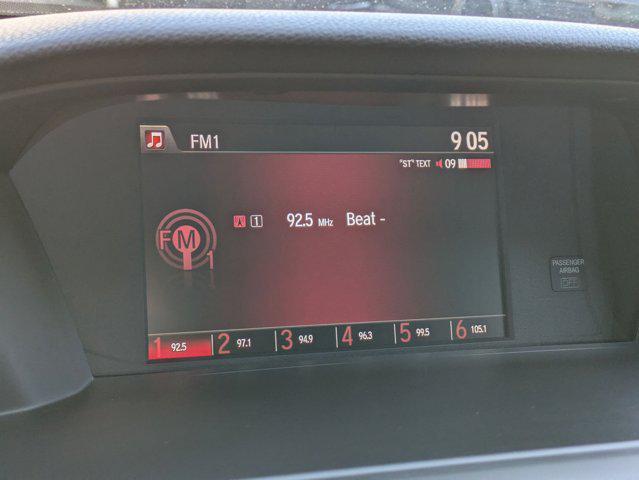 FM1 9 05
"ST" TEXT 09
FM 1
1 92.5 MHz Beat -
PASSENGER
AIRBAG
OFF
1 92.5 2 97.1 3 94.9 4 96.3 5 99.5 6 105.1